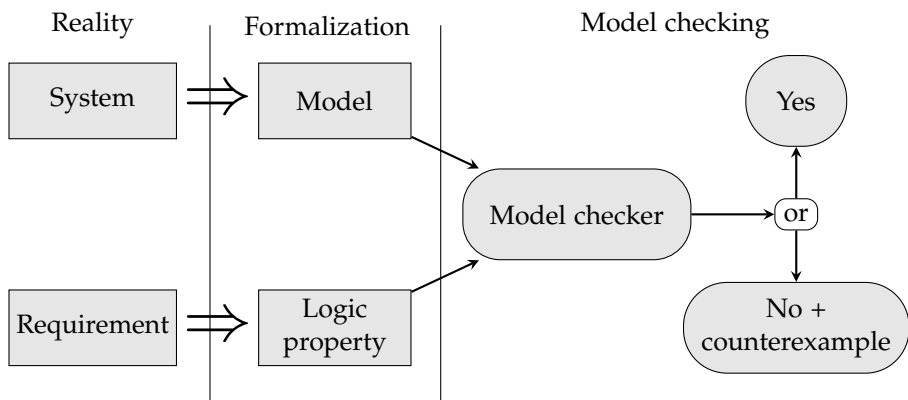 Reality
Formalization
Model checking
System
Model
Yes
Model checker
or
Requirement
Logic
property
No +
counterexample